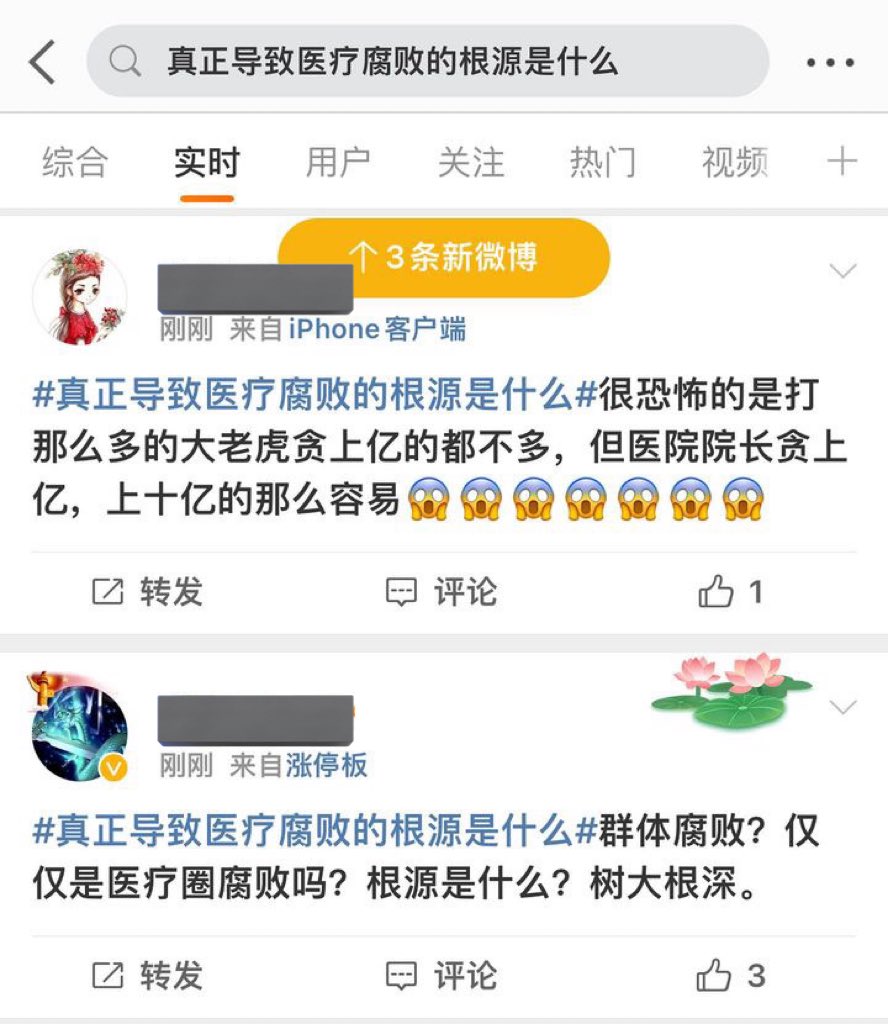 真正导致医疗腐败的根源是什么
综合 实时 用户 关注 热门 视频
↑3条新微博
刚刚 来自iPhone客户端
#真正导致医疗腐败的根源是什么#很恐怖的是打
那么多的大老虎贪上亿的都不多，但医院院长贪上
亿，上十亿的那么容易😱😱😱😱😱😱😱
转发 评论 1
刚刚 来自涨停板
#真正导致医疗腐败的根源是什么#群体腐败？仅
仅是医疗圈腐败吗？根源是什么？树大根深。
转发 评论 3